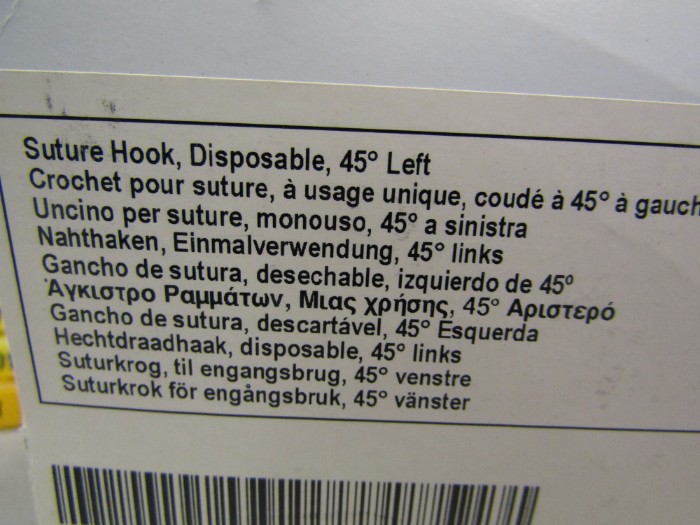 Suture Hook, Disposable, 45° Left
Crochet pour suture, à usage unique, coudé à 45° à gauch
Uncino per suture, monouso, 45° a sinistra
Nahthaken, Einmalverwendung, 45° links
Gancho de sutura, desechable, izquierdo de 45º
Άγκιστρο Ραμμάτων, Μιας χρήσης, 45° Αριστερό
Gancho de sutura, descartável, 45° Esquerda
Hechtdraadhaak, disposable, 45° links
Suturkrog, til engangsbrug, 45° venstre
Suturkrok för engångsbruk, 45° vänster